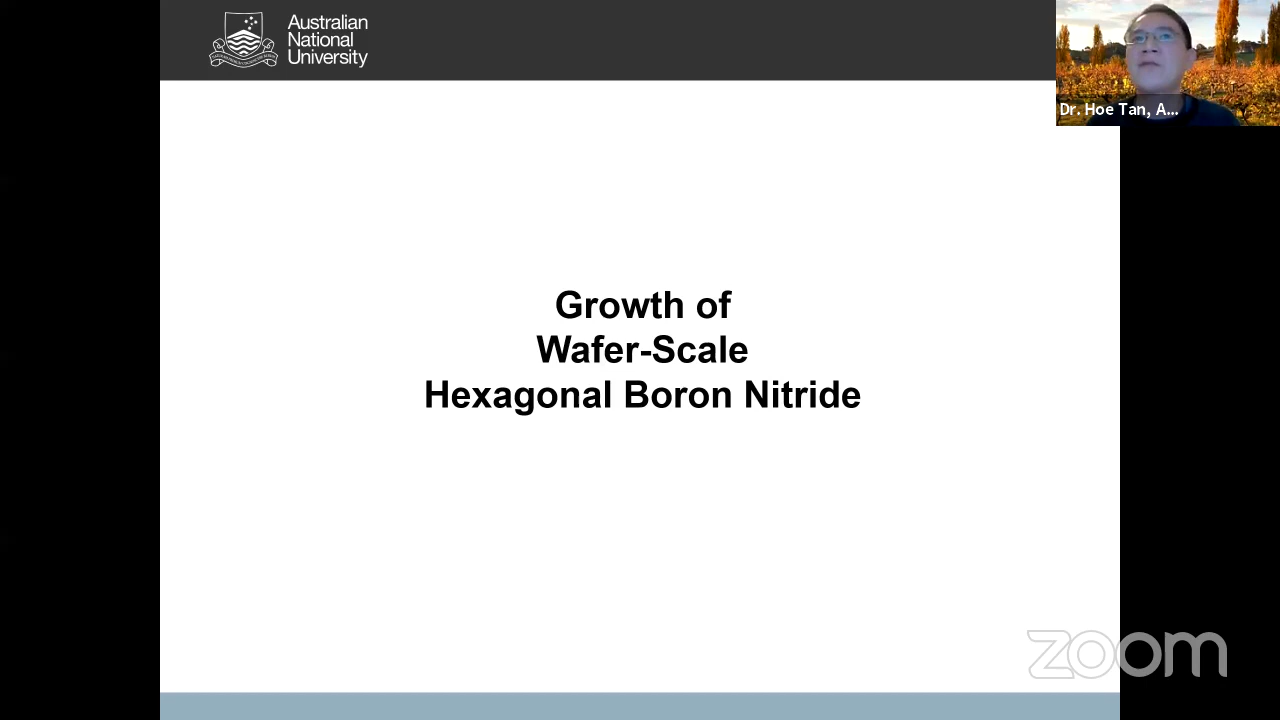 Australian
National
University
Dr. Hoe Tan, A...
Growth of
Wafer-Scale
Hexagonal Boron Nitride
zoom